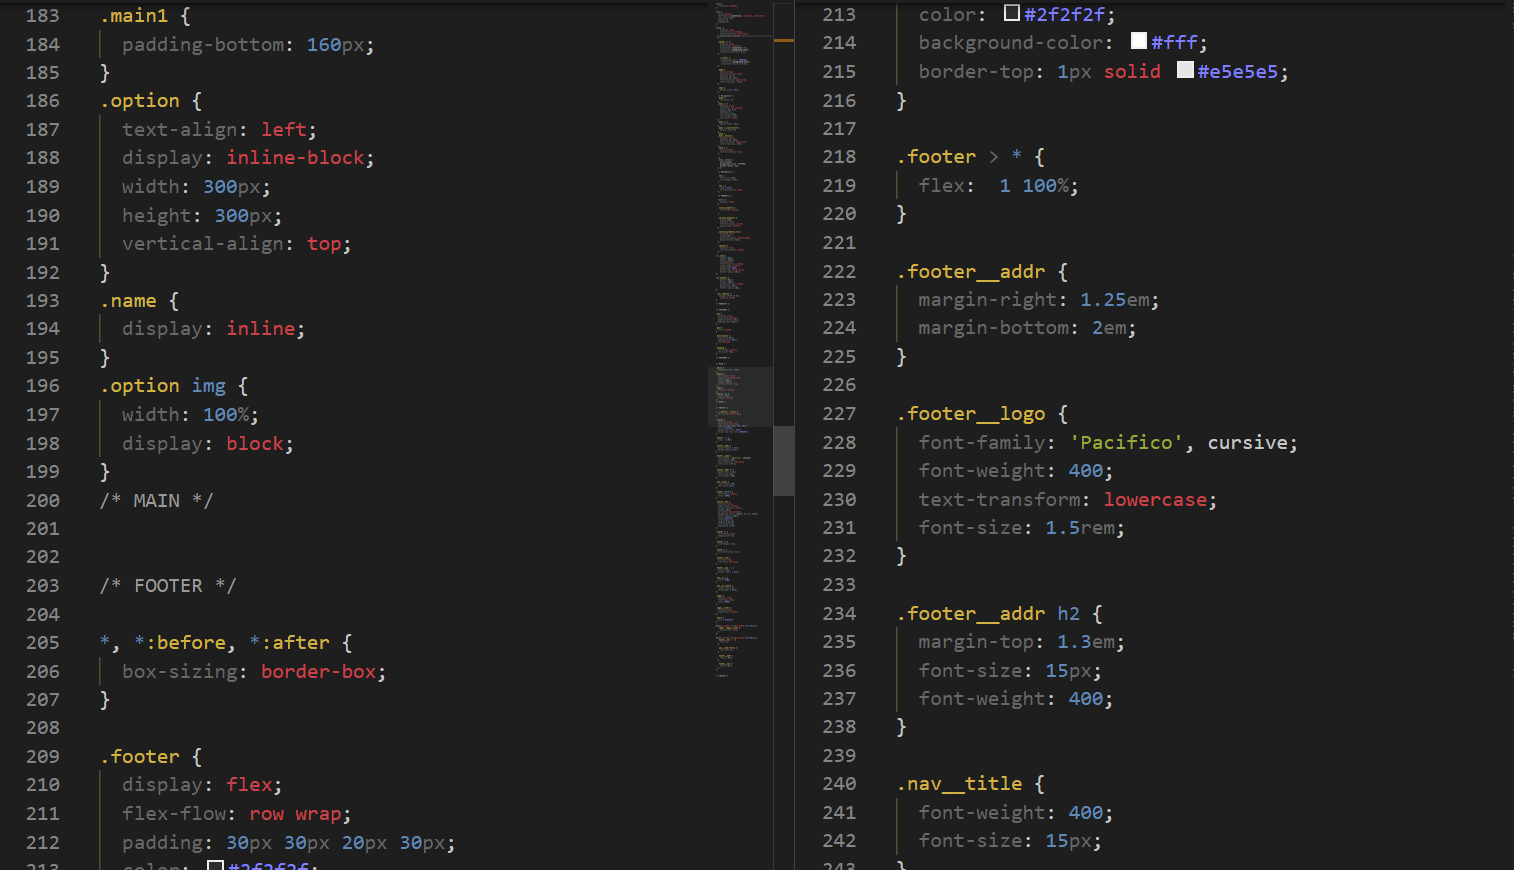 183 .main1 {
184 padding-bottom: 160px;
185 }
186 .option {
187 text-align: left;
188 display: inline-block;
189 width: 300px;
190 height: 300px;
191 vertical-align: top;
192 }
193 .name {
194 display: inline;
195 }
196 .option img {
197 width: 100%;
198 display: block;
199 }
200 /* MAIN */
201
202
203 /* FOOTER */
204
205 *, *:before, *:after {
206 box-sizing: border-box;
207 }
208
209 .footer {
210 display: flex;
211 flex-flow: row wrap;
212 padding: 30px 30px 20px 30px;
213 color: #2f2f2f;
213 color: #2f2f2f;
214 background-color: #fff;
215 border-top: 1px solid #e5e5e5;
216 }
217
218 .footer > * {
219 flex:  1 100%;
220 }
221
222 .footer__addr {
223 margin-right: 1.25em;
224 margin-bottom: 2em;
225 }
226
227 .footer__logo {
228 font-family: 'Pacifico', cursive;
229 font-weight: 400;
230 text-transform: lowercase;
231 font-size: 1.5rem;
232 }
233
234 .footer__addr h2 {
235 margin-top: 1.3em;
236 font-size: 15px;
237 font-weight: 400;
238 }
239
240 .nav__title {
241 font-weight: 400;
242 font-size: 15px;
243 }